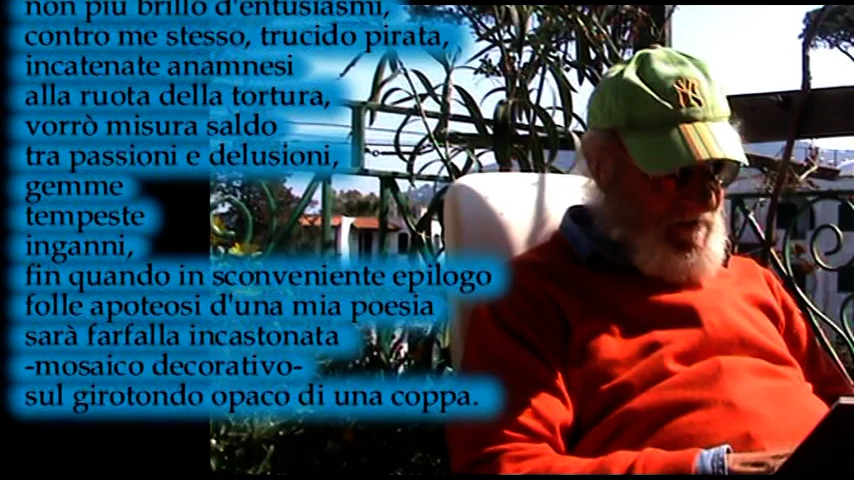 non più brillo d'entusiasmi,
contro me stesso, trucido pirata,
incatenate anamnesi
alla ruota della tortura,
vorrò misura saldo
tra passioni e delusioni,
gemme
tempeste
inganni,
fin quando in sconveniente epilogo
folle apoteosi d'una mia poesia
sarà farfalla incastonata
-mosaico decorativo-
sul girotondo opaco di una coppa.